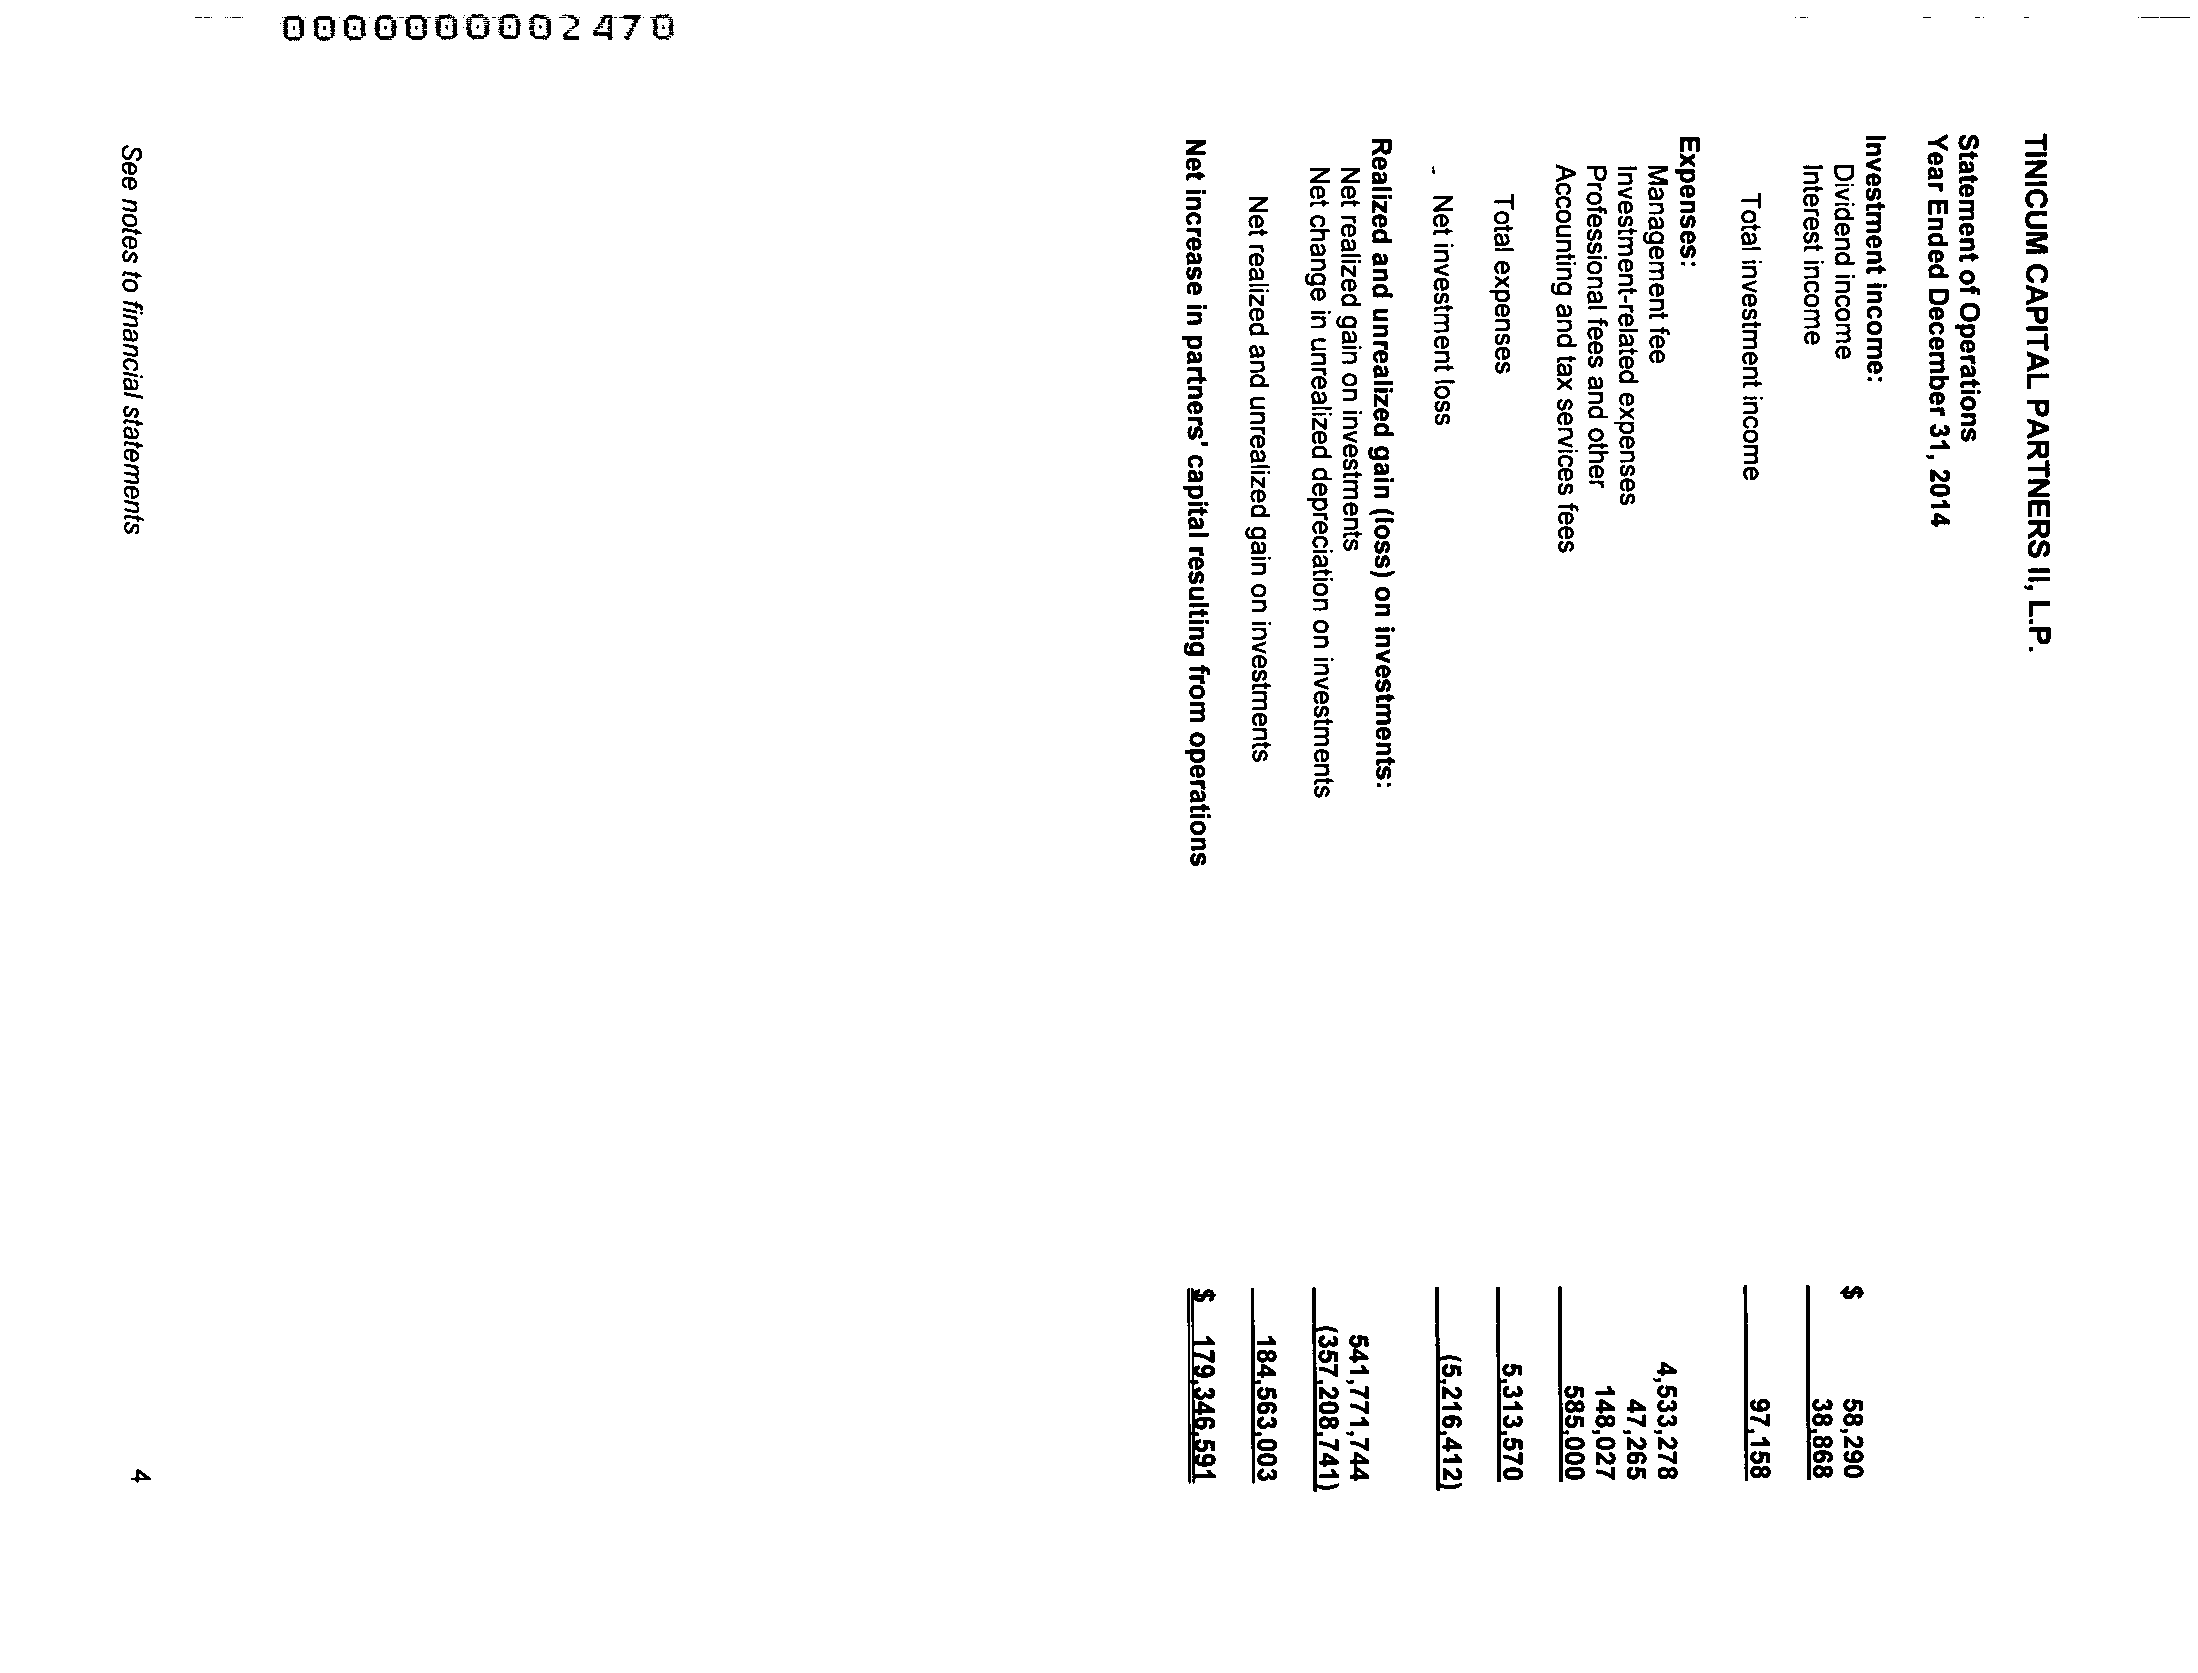 0000000002470
TINICUM CAPITAL PARTNERS II, L.P.
Statement of Operations
Year Ended December 31, 2014
Investment income:
Dividend income $ 58,290
Interest income 38,868
Total investment income 97,158
Expenses:
Management fee 4,533,278
Investment-related expenses 47,265
Professional fees and other 148,027
Accounting and tax services fees 585,000
Total expenses 5,313,570
Net investment loss (5,216,412)
Realized and unrealized gain (loss) on investments:
Net realized gain on investments 541,771,744
Net change in unrealized depreciation on investments (357,208,741)
Net realized and unrealized gain on investments 184,563,003
Net increase in partners' capital resulting from operations $ 179,346,591
See notes to financial statements 4